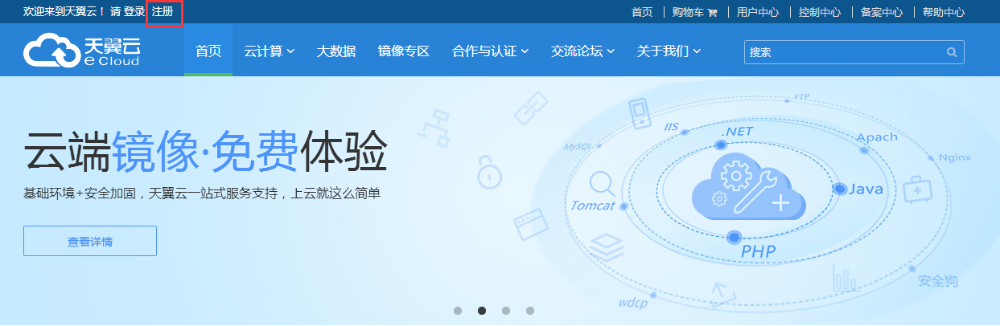 欢迎来到天翼云！ 请 登录 注册
首页 购物车 用户中心 控制中心 备案中心 帮助中心
天翼云
e Cloud
首页 云计算 大数据 镜像专区 合作与认证 交流论坛 关于我们
搜索
云端镜像·免费体验
基础环境+安全加固，天翼云一站式服务支持，上云就这么简单
查看详情
FTP
IIS
.NET
Apach
MySQL
Nginx
Java
Tomcat
PHP
安全狗
wdcp